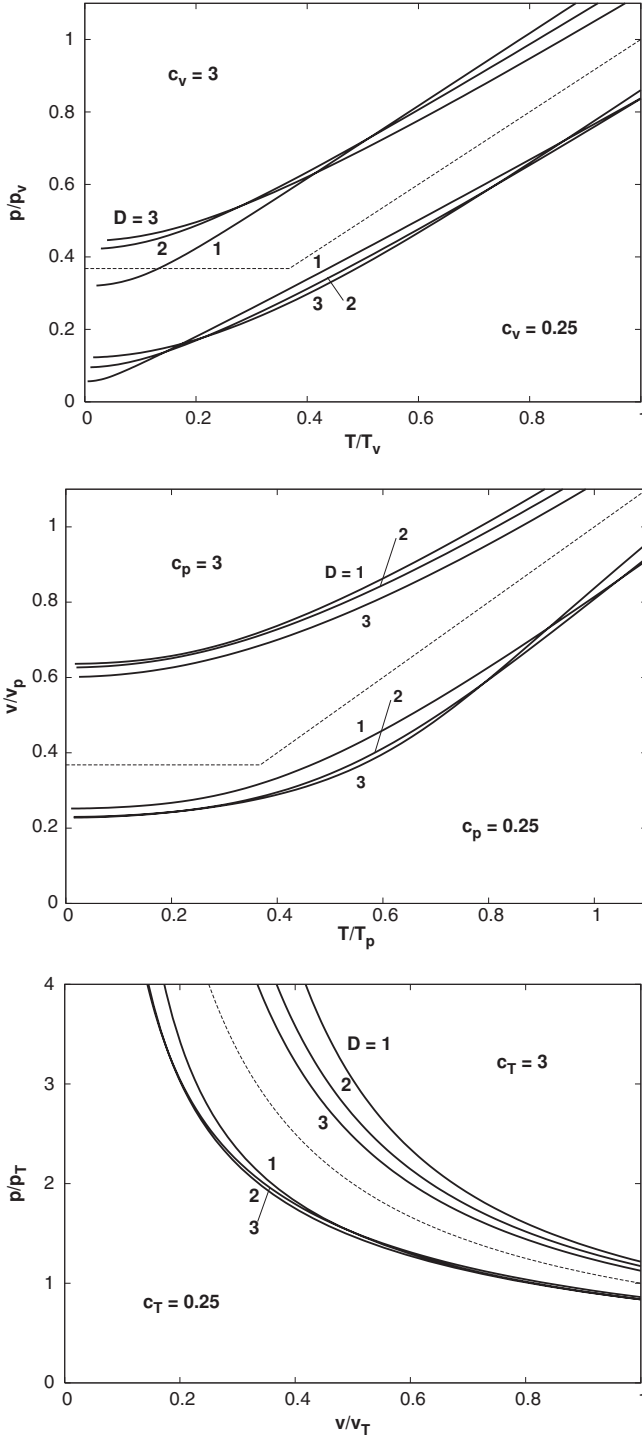 1
0.8
0.6
0.4
0.2
0
p/p_v
c_v = 3
D = 3
2
1
1
3
2
c_v = 0.25
0 0.2 0.4 0.6 0.8 1
T/T_v
1
0.8
0.6
0.4
0.2
0
v/v_p
c_p = 3
D = 1
2
3
1
2
3
c_p = 0.25
0 0.2 0.4 0.6 0.8 1
T/T_p
4
3
2
1
0
p/p_T
D = 1
2
3
c_T = 3
1
2
3
c_T = 0.25
0 0.2 0.4 0.6 0.8 1
v/v_T